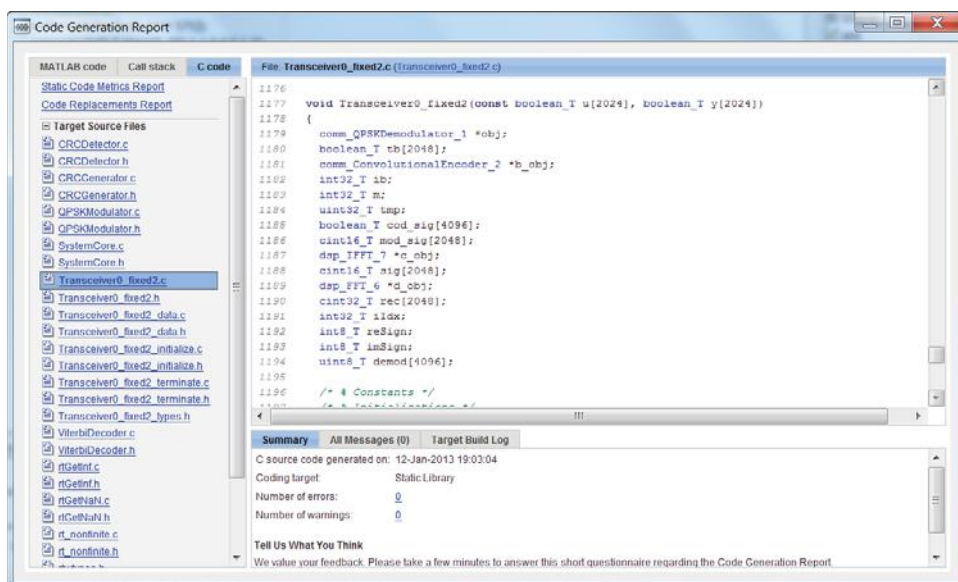 Code Generation Report
MATLAB code Call stack C code
Static Code Metrics Report
Code Replacements Report
Target Source Files
CRCDetector.c
CRCDetector.h
CRCGenerator.c
CRCGenerator.h
QPSKModulator.c
QPSKModulator.h
SystemCore.c
SystemCore.h
Transceiver0_fixed2.c
Transceiver0_fixed2.h
Transceiver0_fixed2_data.c
Transceiver0_fixed2_data.h
Transceiver0_fixed2_initialize.c
Transceiver0_fixed2_initialize.h
Transceiver0_fixed2_terminate.c
Transceiver0_fixed2_terminate.h
Transceiver0_fixed2_types.h
ViterbiDecoder.c
ViterbiDecoder.h
rtGetInf.c
rtGetInf.h
rtGetNaN.c
rtGetNaN.h
rt_nonfinite.c
rt_nonfinite.h
File: Transceiver0_fixed2.c (Transceiver0_fixed2.c)
1176
1177 void Transceiver0_fixed2(const boolean_T u[2024], boolean_T y[2024])
1178 {
1179 comm_QPSKDemodulator_1 *obj;
1180 boolean_T tb[2048];
1181 comm_ConvolutionalEncoder_2 *b_obj;
1182 int32_T ib;
1183 int32_T m;
1184 uint32_T tmp;
1185 boolean_T cod_sig[4096];
1186 cint16_T mod_sig[2048];
1187 dsp_IFFT_7 *c_obj;
1188 cint16_T sig[2048];
1189 dsp_FFT_6 *d_obj;
1190 cint32_T rec[2048];
1191 int32_T iIdx;
1192 int8_T reSign;
1193 int8_T imSign;
1194 uint8_T demod[4096];
1195
1196 /* % Constants */
Summary All Messages (0) Target Build Log
C source code generated on: 12-Jan-2013 19:03:04
Coding target: Static Library
Number of errors: 0
Number of warnings: 0
Tell Us What You Think
We value your feedback. Please take a few minutes to answer this short questionnaire regarding the Code Generation Report.